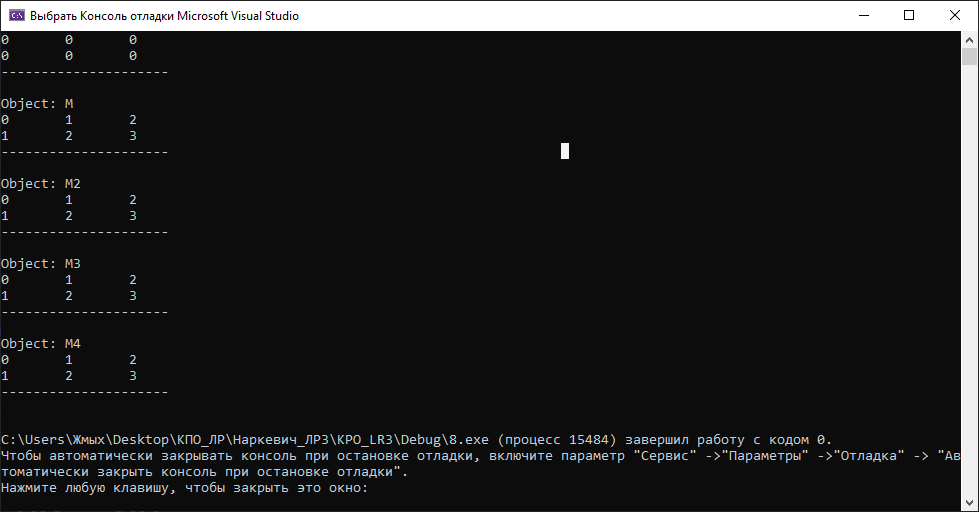 Выбрать Консоль отладки Microsoft Visual Studio
0 0 0
0 0 0
---------------------
Object: M
0 1 2
1 2 3
---------------------
Object: M2
0 1 2
1 2 3
---------------------
Object: M3
0 1 2
1 2 3
---------------------
Object: M4
0 1 2
1 2 3
---------------------
C:\Users\Жмых\Desktop\КПО_ЛР\Наркевич_ЛР3\KPO_LR3\Debug\8.exe (процесс 15484) завершил работу с кодом 0.
Чтобы автоматически закрывать консоль при остановке отладки, включите параметр "Сервис" ->"Параметры" ->"Отладка" -> "Ав
томатически закрыть консоль при остановке отладки".
Нажмите любую клавишу, чтобы закрыть это окно: